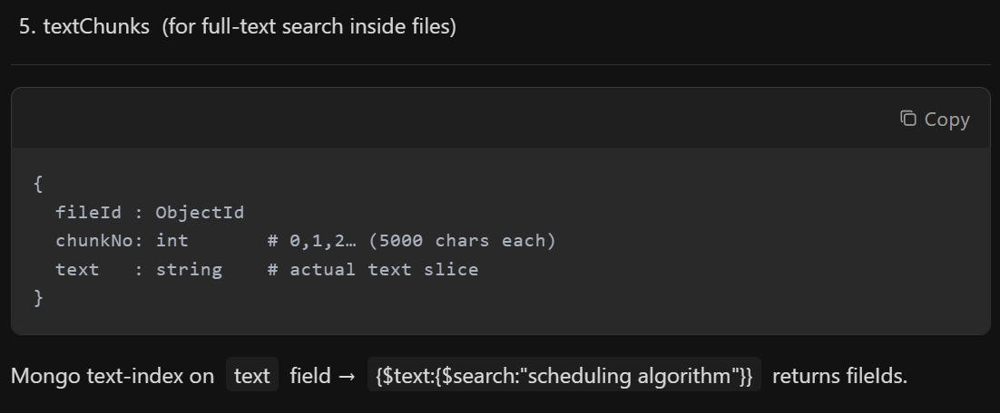 5. textChunks (for full-text search inside files)
Copy
{
  fileId : ObjectId
  chunkNo: int       # 0,1,2… (5000 chars each)
  text   : string    # actual text slice
}
Mongo text-index on text field → {$text:{$search:"scheduling algorithm"}} returns fileIds.